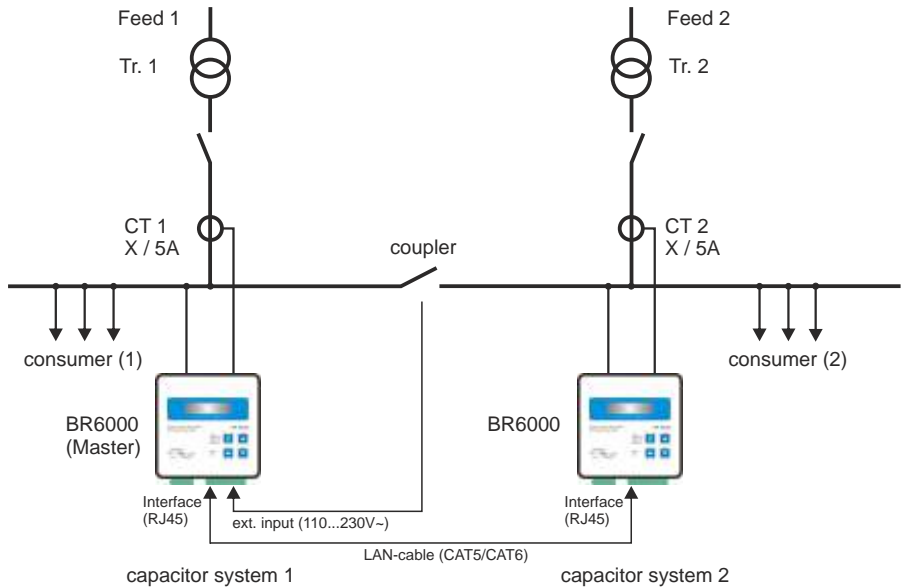 Feed 1
Feed 2
Tr. 1
Tr. 2
CT 1
X / 5A
coupler
CT 2
X / 5A
consumer (1)
consumer (2)
BR6000
(Master)
BR6000
Interface
(RJ45)
ext. input (110...230V~)
Interface
(RJ45)
LAN-cable (CAT5/CAT6)
capacitor system 1
capacitor system 2